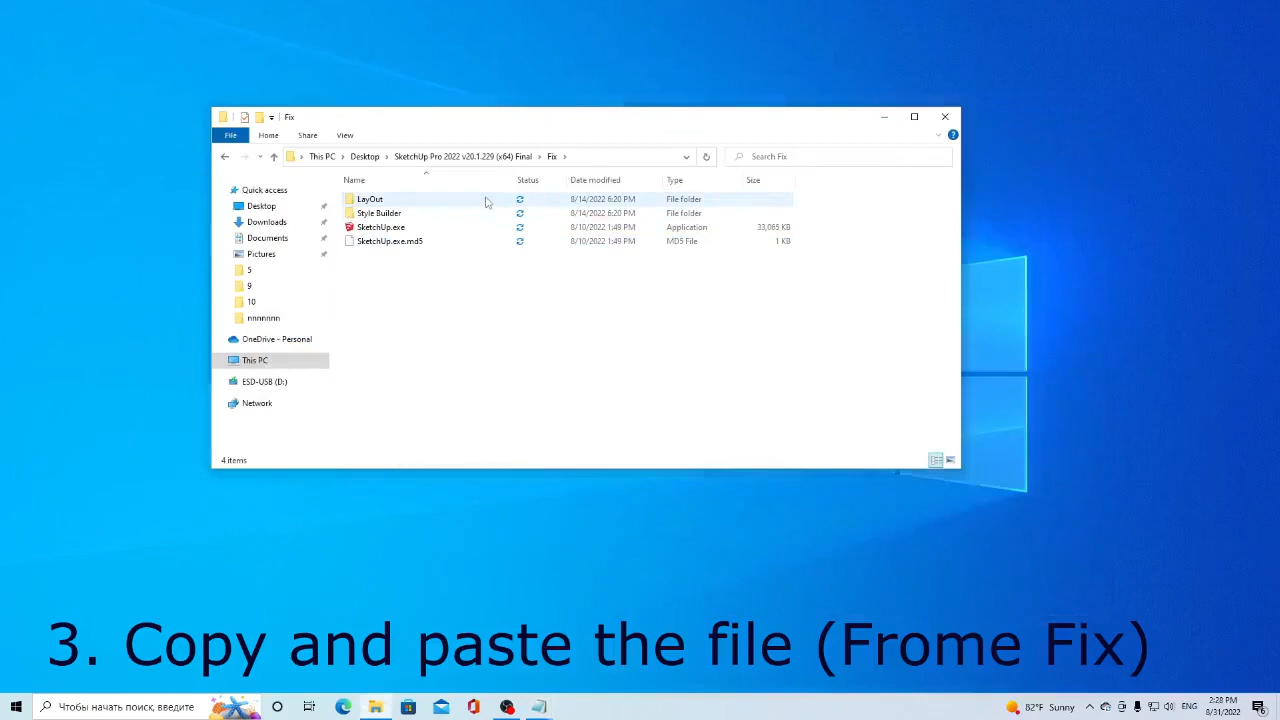 Fix
File Home Share View
This PC Desktop SketchUp Pro 2022 v20.1.229 (x64) Final Fix Search Fix
Name Status Date modified Type Size
Quick access
Desktop
Downloads
Documents
Pictures
5
9
10
nnnnnnn
OneDrive - Personal
This PC
ESD-USB (D:)
Network
LayOut 8/14/2022 6:20 PM File folder
Style Builder 8/14/2022 6:20 PM File folder
SketchUp.exe 8/10/2022 1:49 PM Application 33,065 KB
SketchUp.exe.md5 8/10/2022 1:49 PM MD5 File 1 KB
4 items
3. Copy and paste the file (Frome Fix)
Чтобы начать поиск, введите
82°F Sunny
2:28 PM
8/31/2022
6